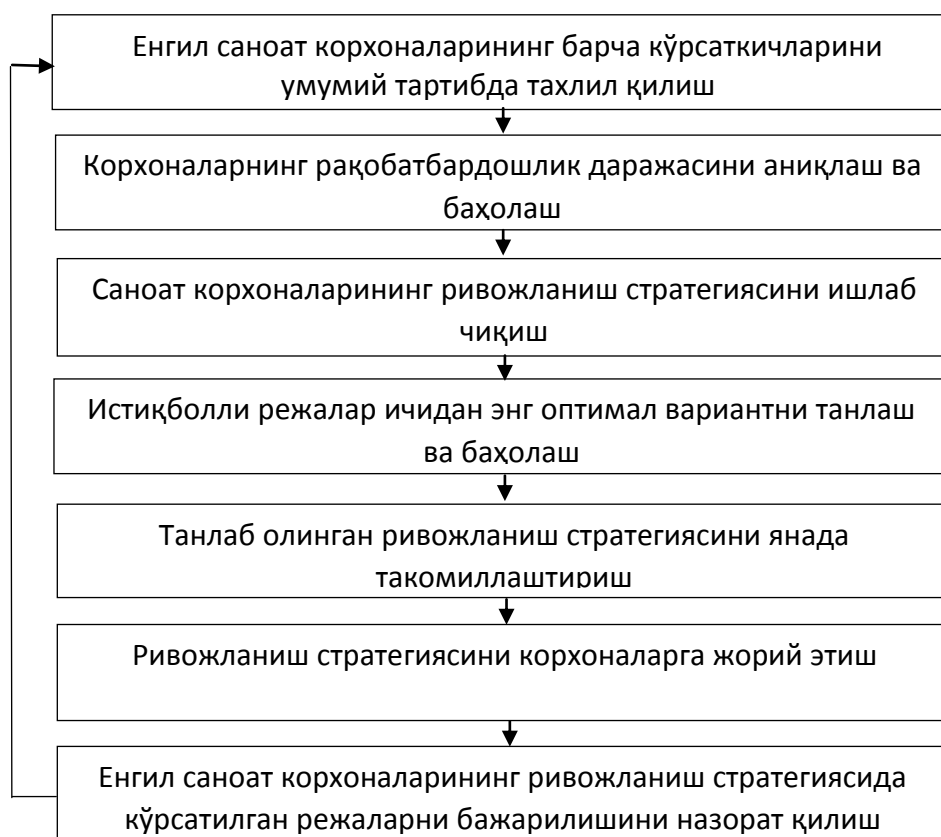 Енгил саноат корхоналарининг барча кўрсаткичларини
умумий тартибда тахлил қилиш
Корхоналарнинг рақобатбардошлик даражасини аниқлаш ва
баҳолаш
Саноат корхоналарининг ривожланиш стратегиясини ишлаб
чиқиш
Истиқболли режалар ичидан энг оптимал вариантни танлаш
ва баҳолаш
Танлаб олинган ривожланиш стратегиясини янада
такомиллаштириш
Ривожланиш стратегиясини корхоналарга жорий этиш
Енгил саноат корхоналарининг ривожланиш стратегиясида
кўрсатилган режаларни бажарилишини назорат қилиш